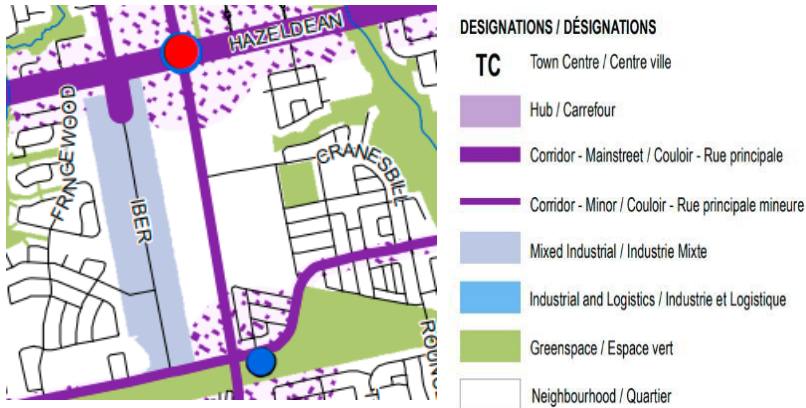 HAZELDEAN
FRINGEWOOD
CRANESBILL
IBER
DESIGNATIONS / DÉSIGNATIONS
TC Town Centre / Centre ville
Hub / Carrefour
Corridor - Mainstreet / Couloir - Rue principale
Corridor - Minor / Couloir - Rue principale mineure
Mixed Industrial / Industrie Mixte
Industrial and Logistics / Industrie et Logistique
Greenspace / Espace vert
Neighbourhood / Quartier